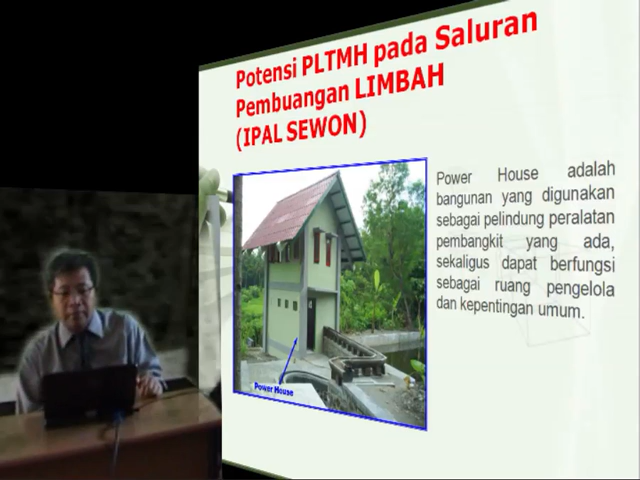 Potensi PLTMH pada Saluran
Pembuangan LIMBAH
(IPAL SEWON)
Power House adalah
bangunan yang digunakan
sebagai pelindung peralatan
pembangkit yang ada,
sekaligus dapat berfungsi
sebagai ruang pengelola
dan kepentingan umum.
Power House